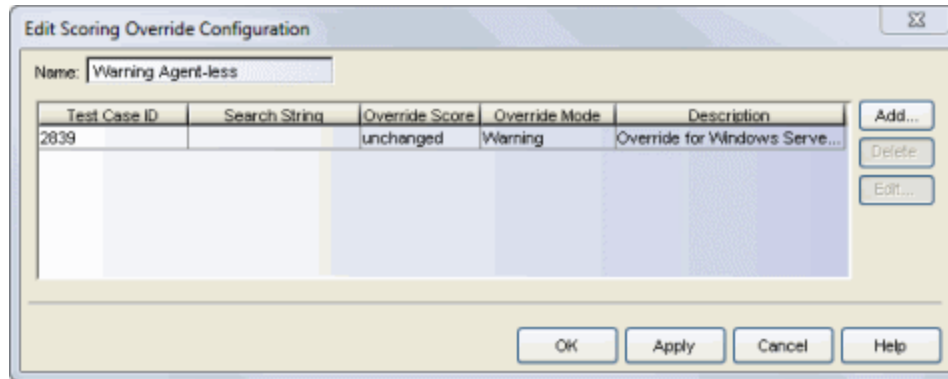 Edit Scoring Override Configuration
Name: Warning Agent-less
Test Case ID Search String Override Score Override Mode Description
2839 unchanged Warning Override for Windows Serve...
Add...
Delete
Edit...
OK Apply Cancel Help